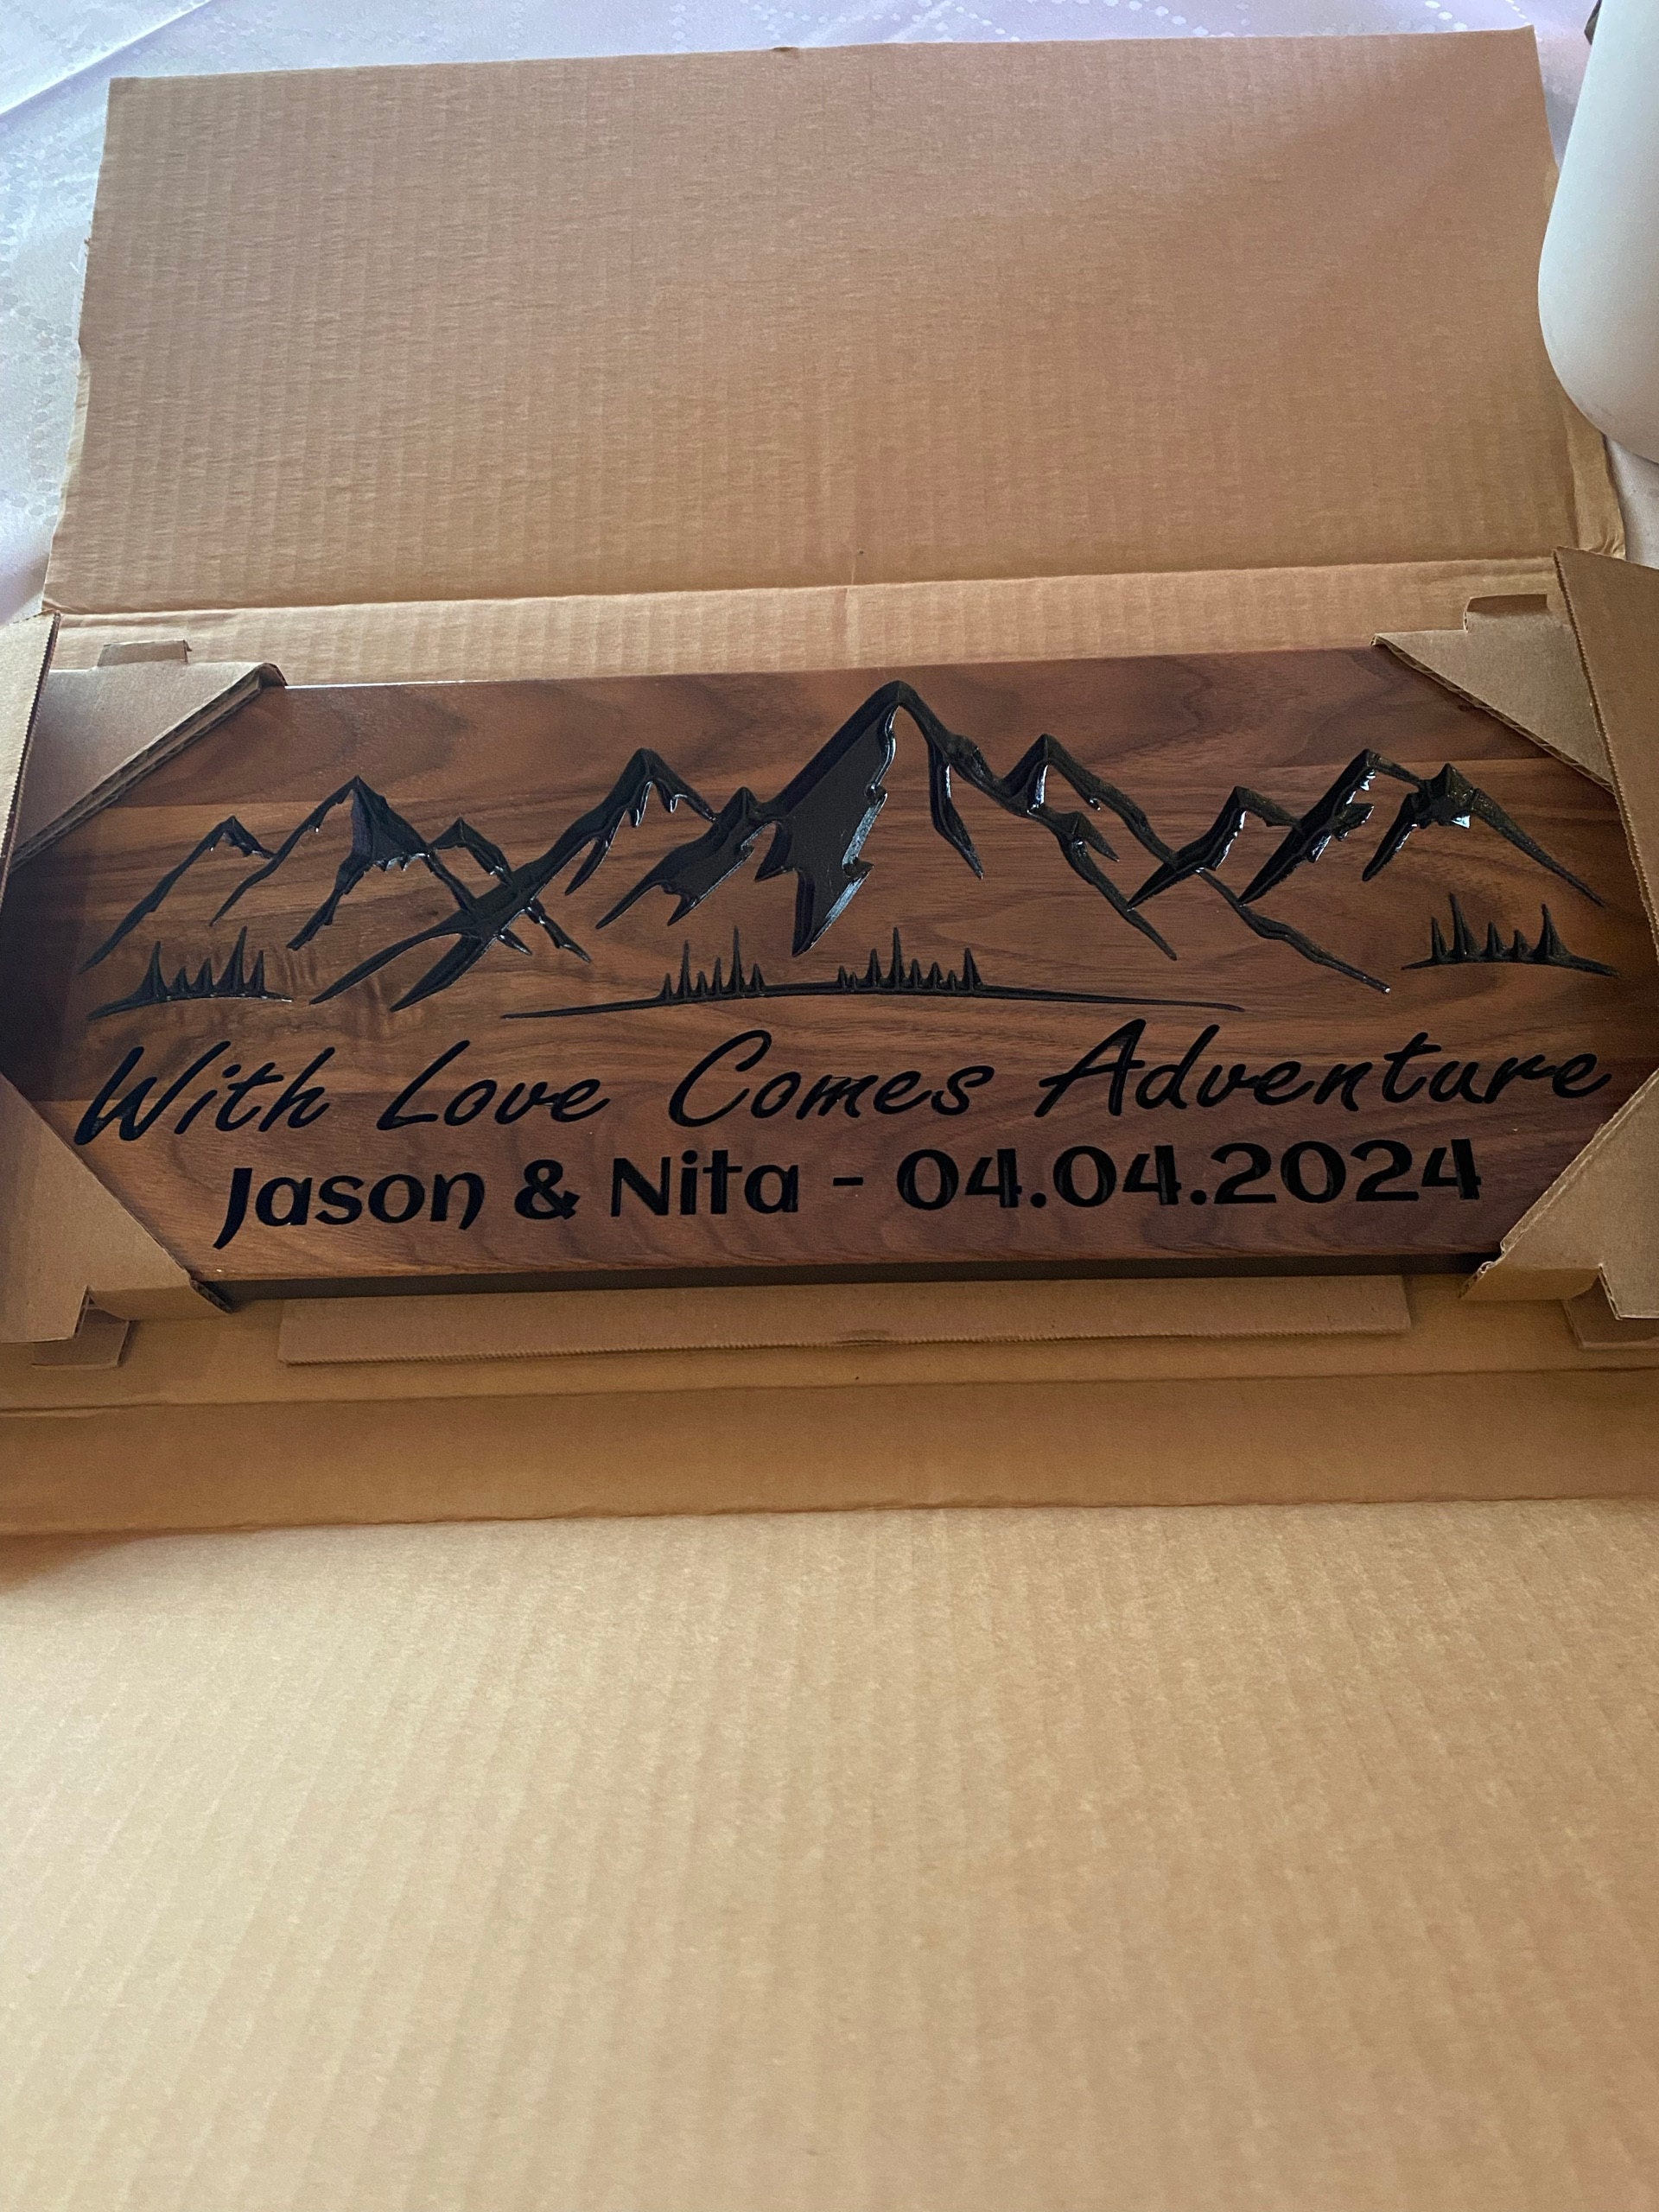 With Love Comes Adventure
Jason & Nita - 04.04.2024